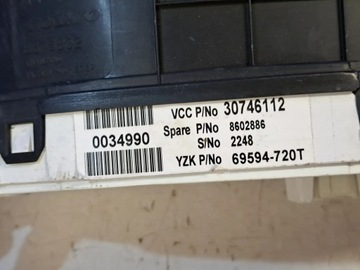 VCC P/No 30746112
0034990
Spare P/No 8602886
S/No 2248
YZK P/No 69594-720T